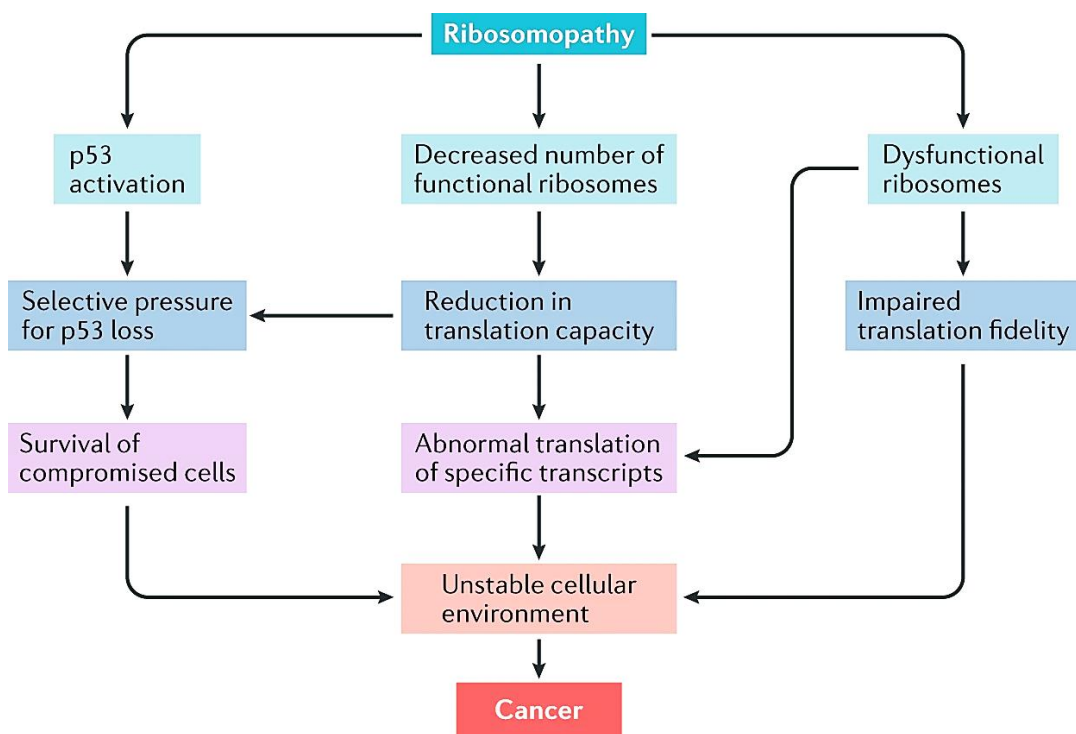 Ribosomopathy
p53
activation
Decreased number of
functional ribosomes
Dysfunctional
ribosomes
Selective pressure
for p53 loss
Reduction in
translation capacity
Impaired
translation fidelity
Survival of
compromised cells
Abnormal translation
of specific transcripts
Unstable cellular
environment
Cancer